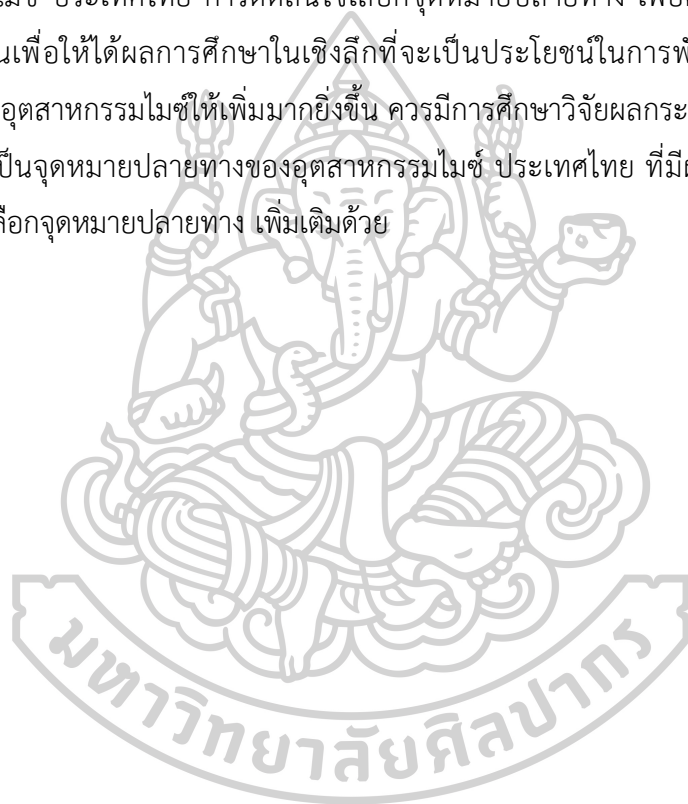 ประเทศไทย การตัดสินใจเลือกจุดหมายปลายทาง
นเพื่อให้ได้ผลการศึกษาในเชิงลึกที่จะเป็นประโยชน์ในการพั
อุตสาหกรรมไมซ์ให้เพิ่มมากยิ่งขึ้น ควรมีการศึกษาวิจัยผลกระ
ป็นจุดหมายปลายทางของอุตสาหกรรมไมซ์ ประเทศไทย ที่มี
ลือกจุดหมายปลายทาง เพิ่มเติมด้วย
มหาวิทยาลัยศิลปากร